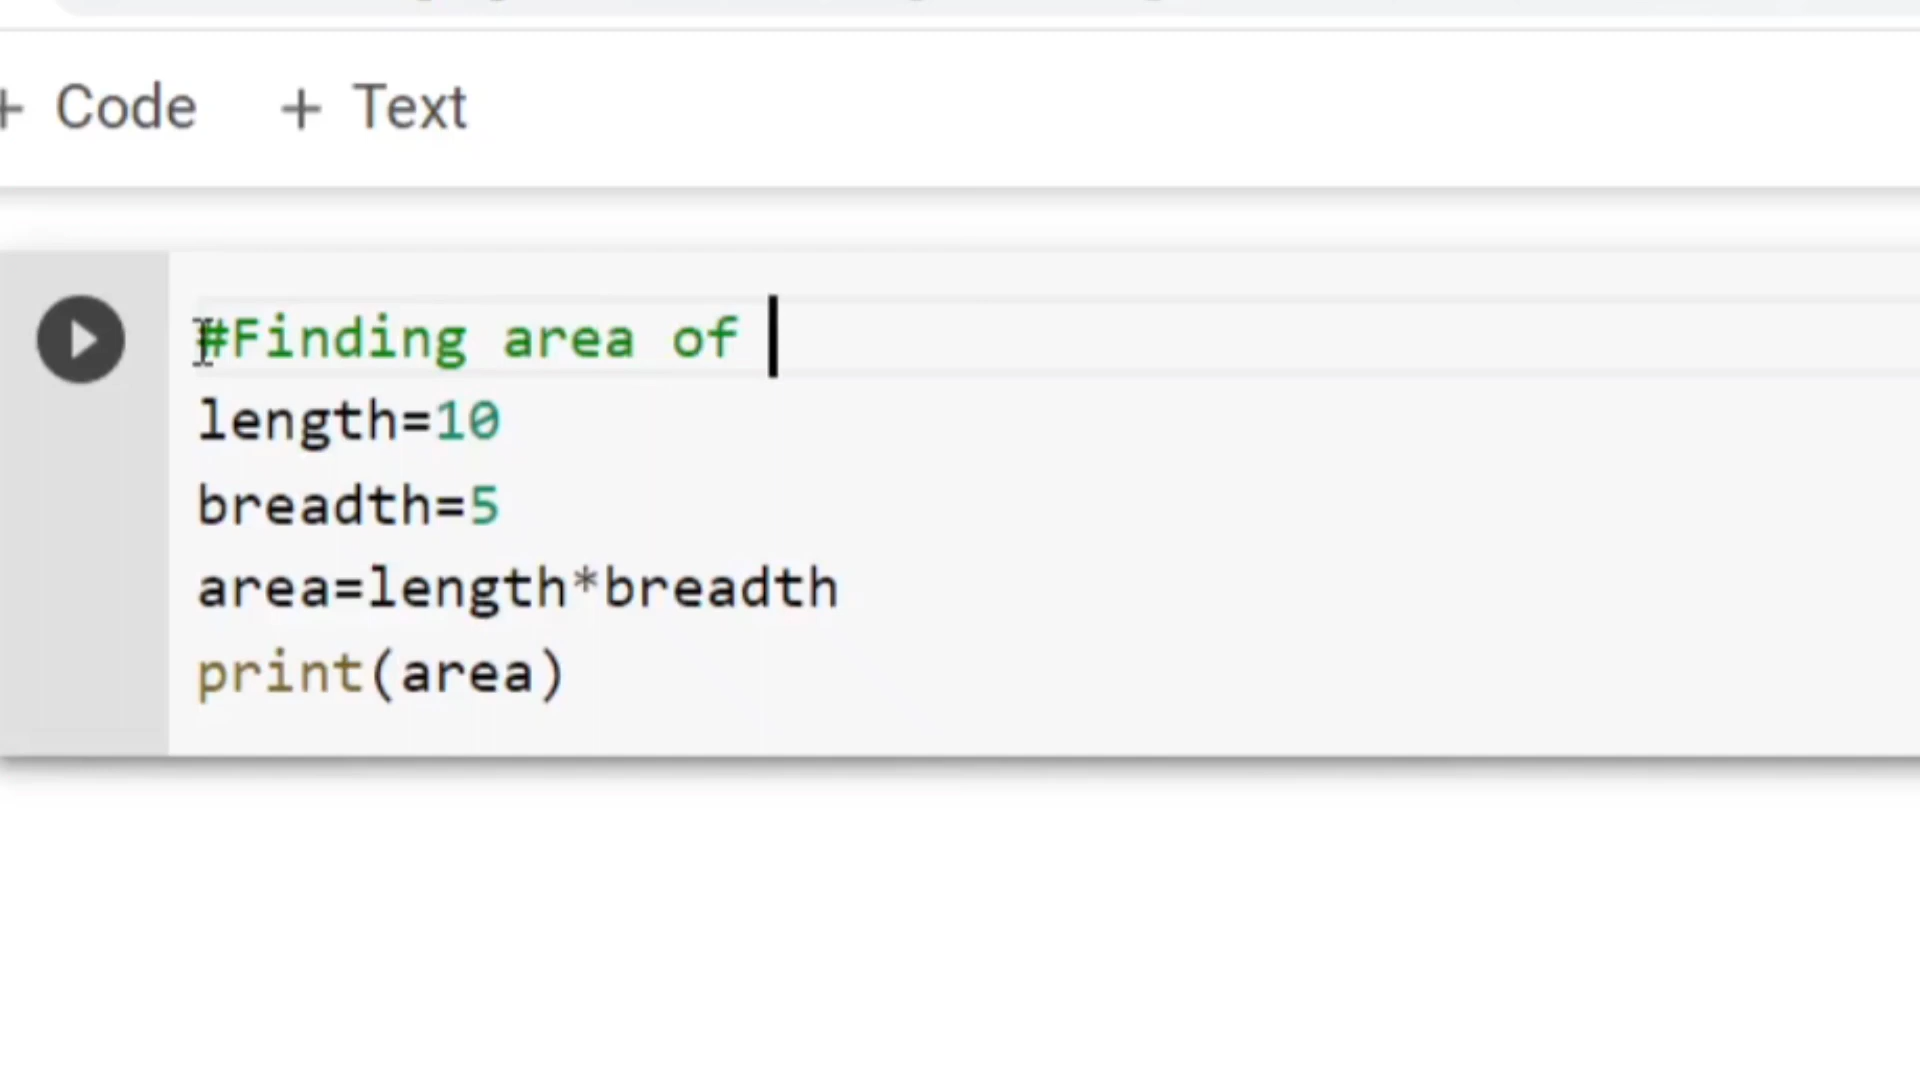 + Code + Text
#Finding area of
length=10
breadth=5
area=length*breadth
print(area)